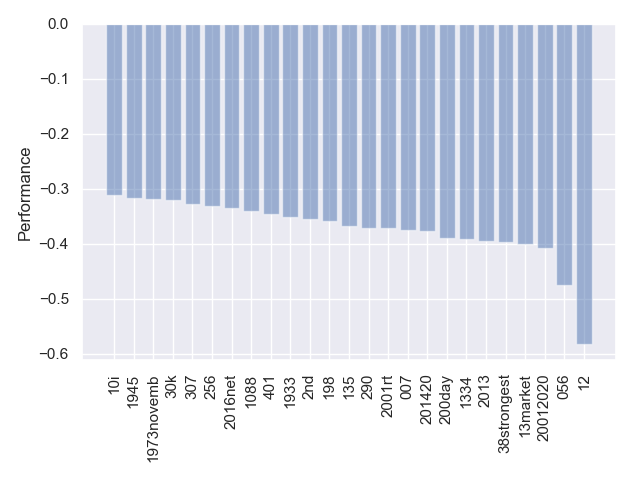 0.0
−0.1
−0.2
−0.3
−0.4
−0.5
−0.6
Performance
10i
1945
1973novemb
30k
307
256
2016net
1088
401
1933
2nd
198
135
290
2001rt
007
201420
200day
1334
2013
38strongest
13market
20012020
056
12